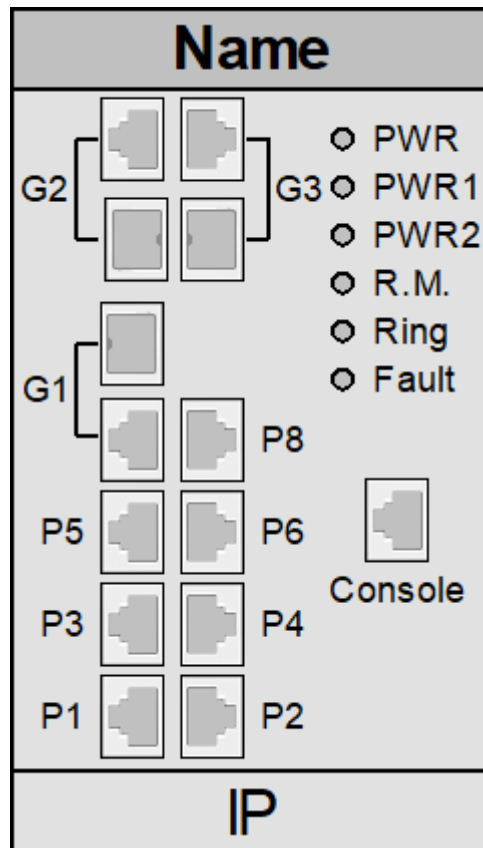 Name
G2
G3
PWR
PWR1
PWR2
R.M.
Ring
Fault
G1
P8
P5
P6
Console
P3
P4
P1
P2
IP